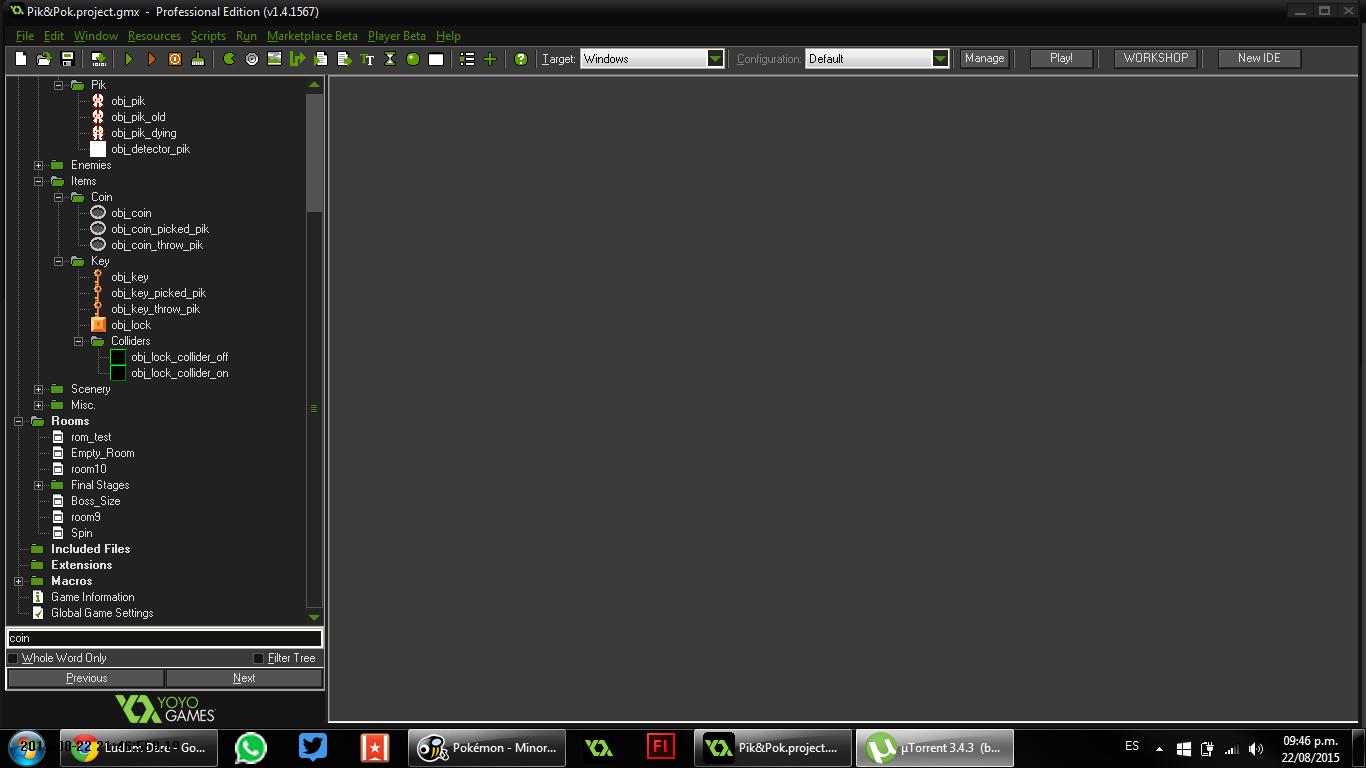 Pik&Pok.project.gmx - Professional Edition (v1.4.1567)
File Edit Window Resources Scripts Run Marketplace Beta Player Beta Help
Target: Windows Configuration: Default Manage Play! WORKSHOP New IDE
Pik
obj_pik
obj_pik_old
obj_pik_dying
obj_detector_pik
Enemies
Items
Coin
obj_coin
obj_coin_picked_pik
obj_coin_throw_pik
Key
obj_key
obj_key_picked_pik
obj_key_throw_pik
obj_lock
Colliders
obj_lock_collider_off
obj_lock_collider_on
Scenery
Misc.
Rooms
rom_test
Empty_Room
room10
Final Stages
Boss_Size
room9
Spin
Included Files
Extensions
Macros
Game Information
Global Game Settings
coin
Whole Word Only Filter Tree
Previous Next
YOYO
GAMES
Ludum Dare - Go... Pokémon - Minor... Fl Pik&Pok.project.... µTorrent 3.4.3 (b... ES
09:46 p.m.
22/08/2015